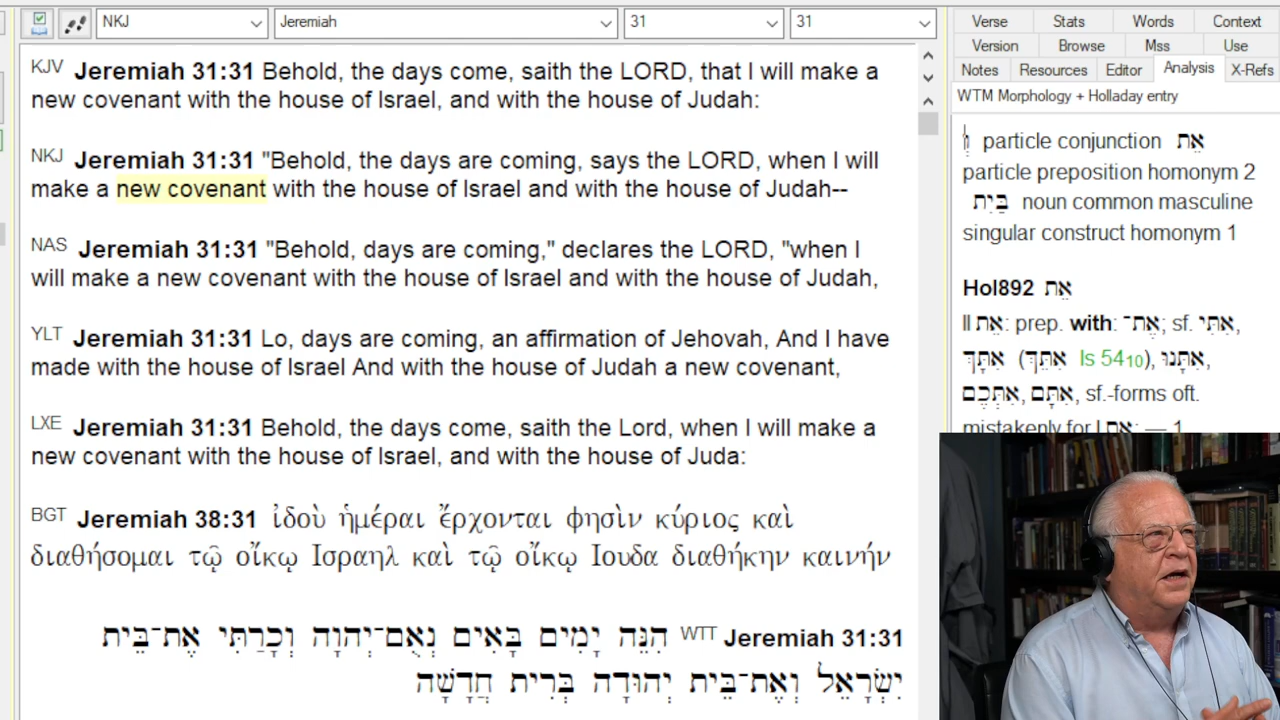 NKJ Jeremiah 31 31
KJV Jeremiah 31:31 Behold, the days come, saith the LORD, that I will make a
new covenant with the house of Israel, and with the house of Judah:
NKJ Jeremiah 31:31 "Behold, the days are coming, says the LORD, when I will
make a new covenant with the house of Israel and with the house of Judah--
NAS Jeremiah 31:31 "Behold, days are coming," declares the LORD, "when I
will make a new covenant with the house of Israel and with the house of Judah,
YLT Jeremiah 31:31 Lo, days are coming, an affirmation of Jehovah, And I have
made with the house of Israel And with the house of Judah a new covenant,
LXE Jeremiah 31:31 Behold, the days come, saith the Lord, when I will make a
new covenant with the house of Israel, and with the house of Juda:
BGT Jeremiah 38:31 ἰδοὺ ἡμέραι ἔρχονται φησὶν κύριος καὶ
διαθήσομαι τῷ οἴκῳ Ισραηλ καὶ τῷ οἴκῳ Ιουδα διαθήκην καινήν
WTT Jeremiah 31:31 הִנֵּה יָמִים בָּאִים נְאֻם־יְהוָה וְכָרַתִּי אֶת־בֵּית
יִשְׂרָאֵל וְאֶת־בֵּית יְהוּדָה בְּרִית חֲדָשָׁה
Verse Stats Words Context
Version Browse Mss Use
Notes Resources Editor Analysis X-Refs
WTM Morphology + Holladay entry
וְ particle conjunction אֵת
particle preposition homonym 2
בַּיִת noun common masculine
singular construct homonym 1
Hol892 אֵת
II אֵת: prep. with: אֶת־; sf. אִתִּי,
אִתָּךְ (אִתֵּךְ Is 5410), אִתָּנוּ,
אִתְּכֶם, אִתָּם, sf.-forms oft.
mistakenly for I אֵת: — 1